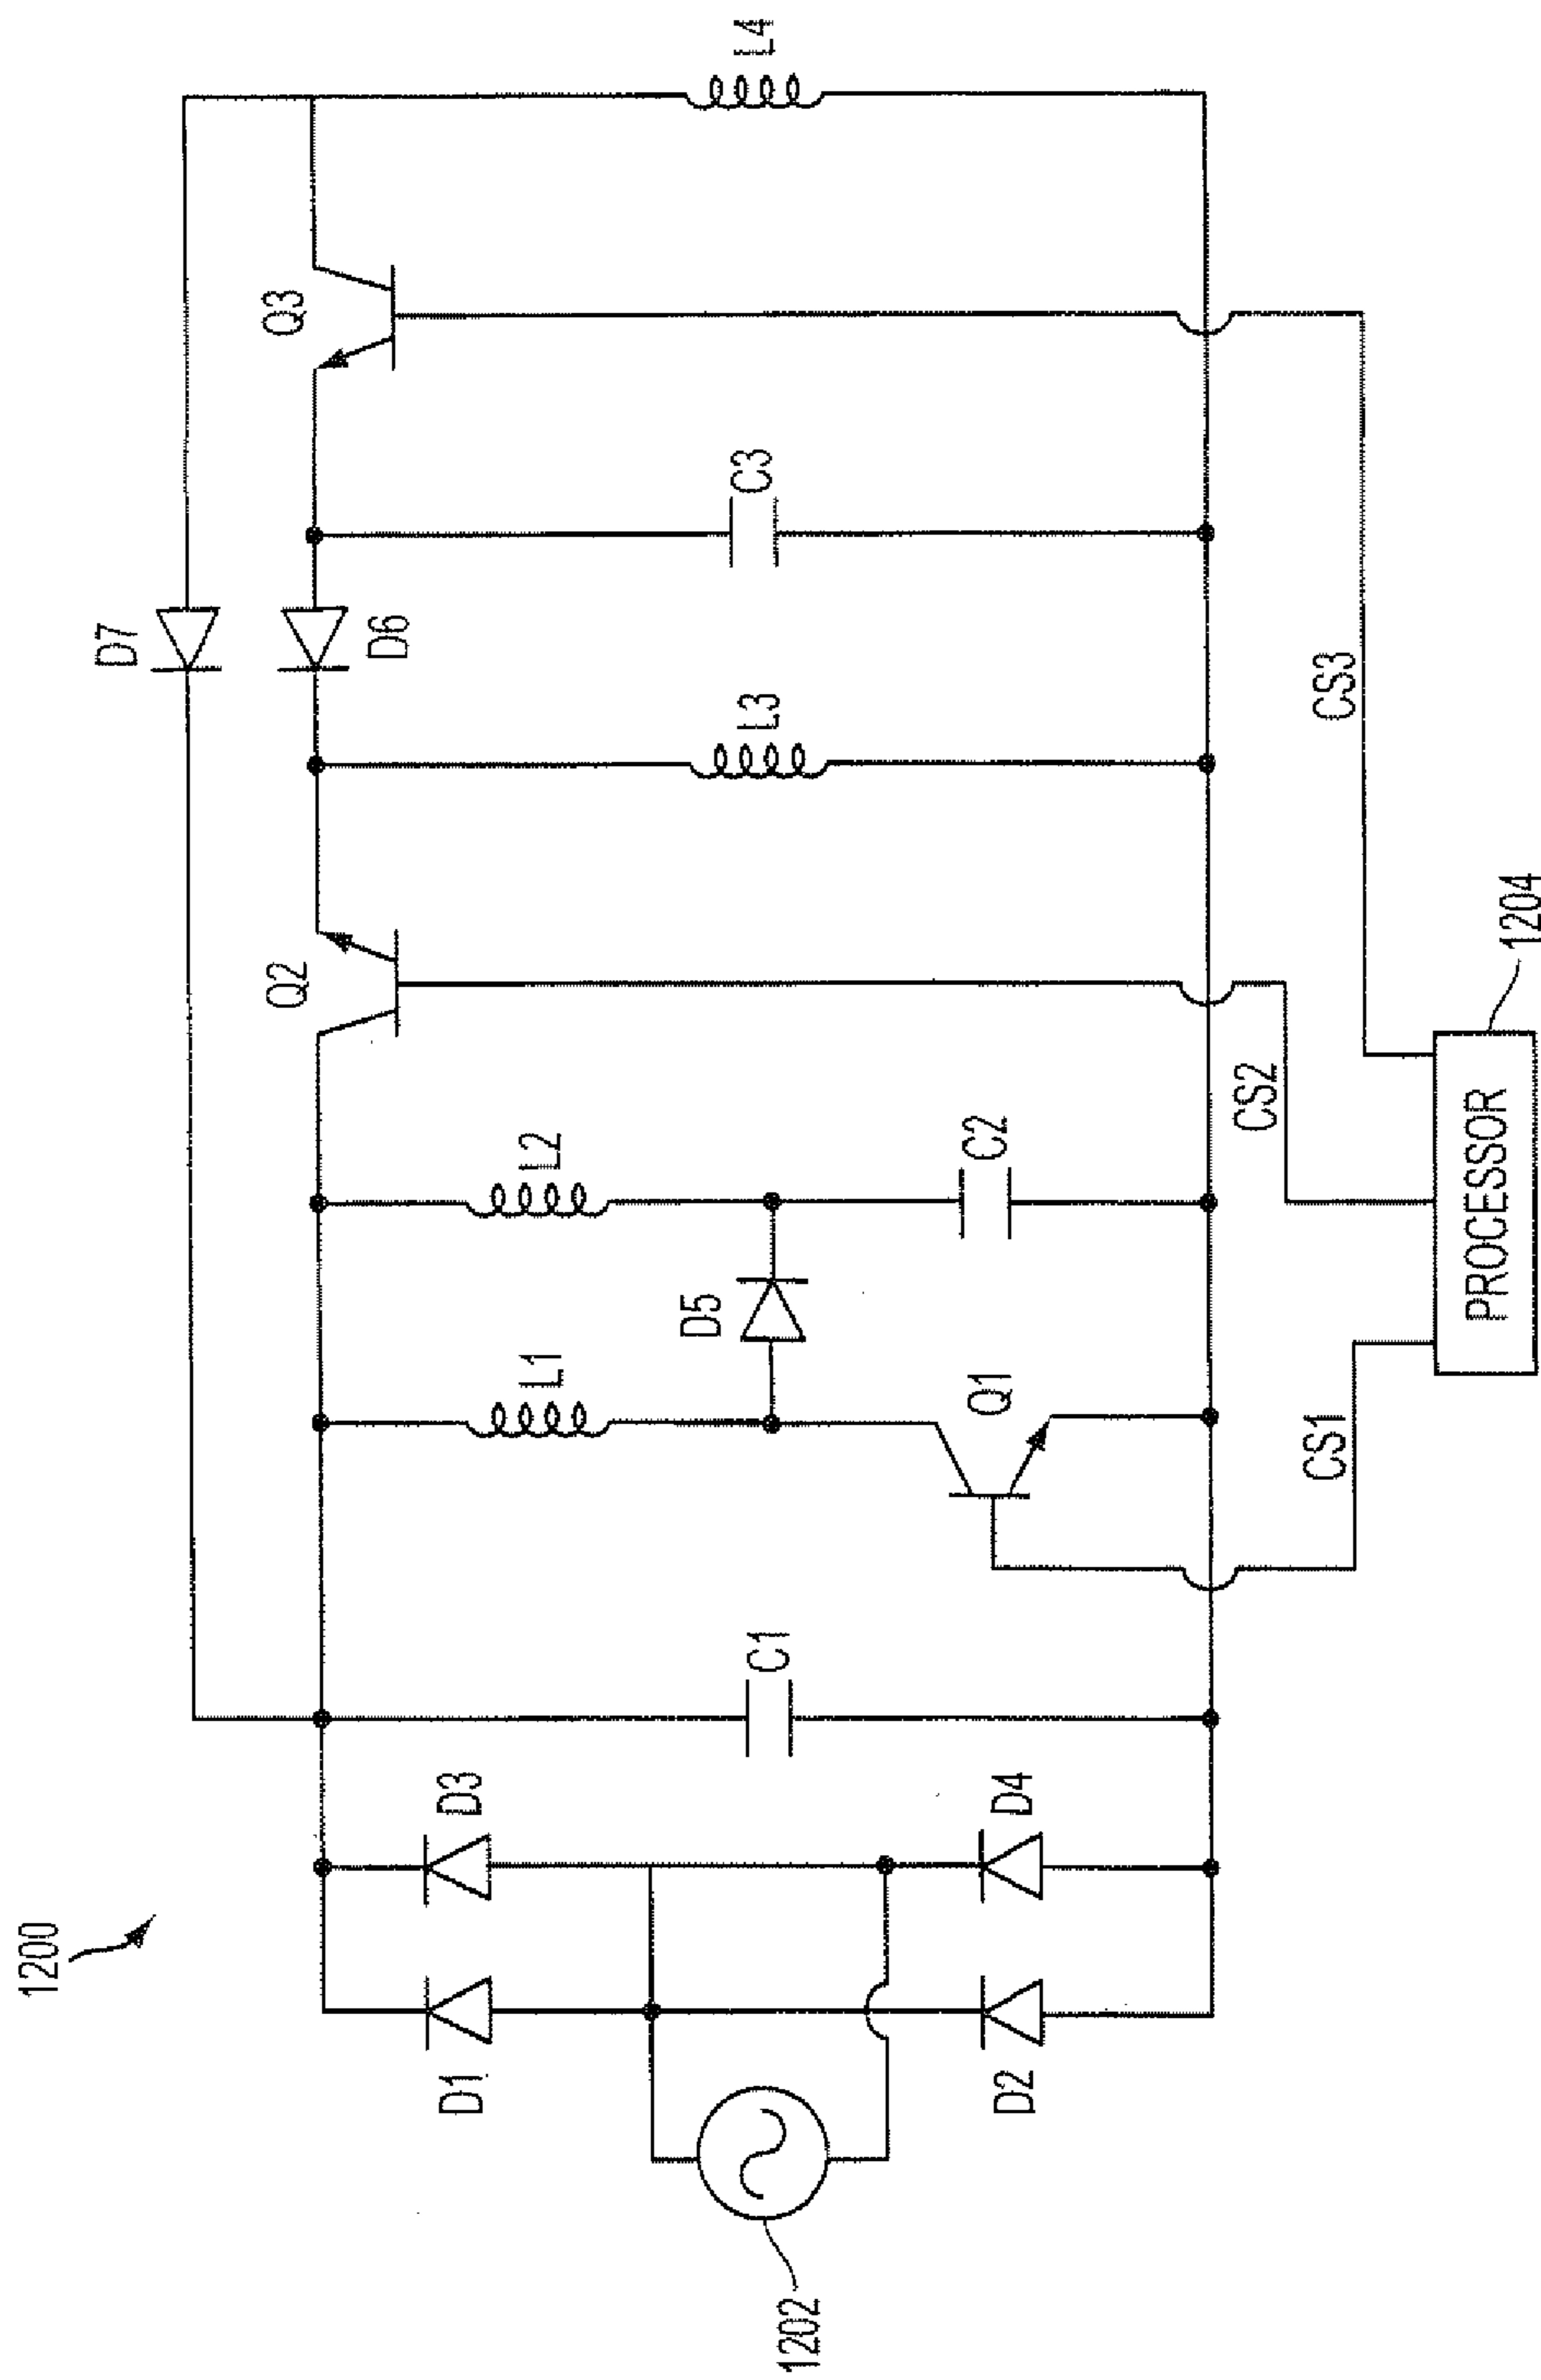 1200
1202
D1
D2
D3
D4
C1
L1
D5
Q1
L2
C2
Q2
L3
D7
D6
C3
Q3
L4
CS1
CS2
CS3
PROCESSOR
1204